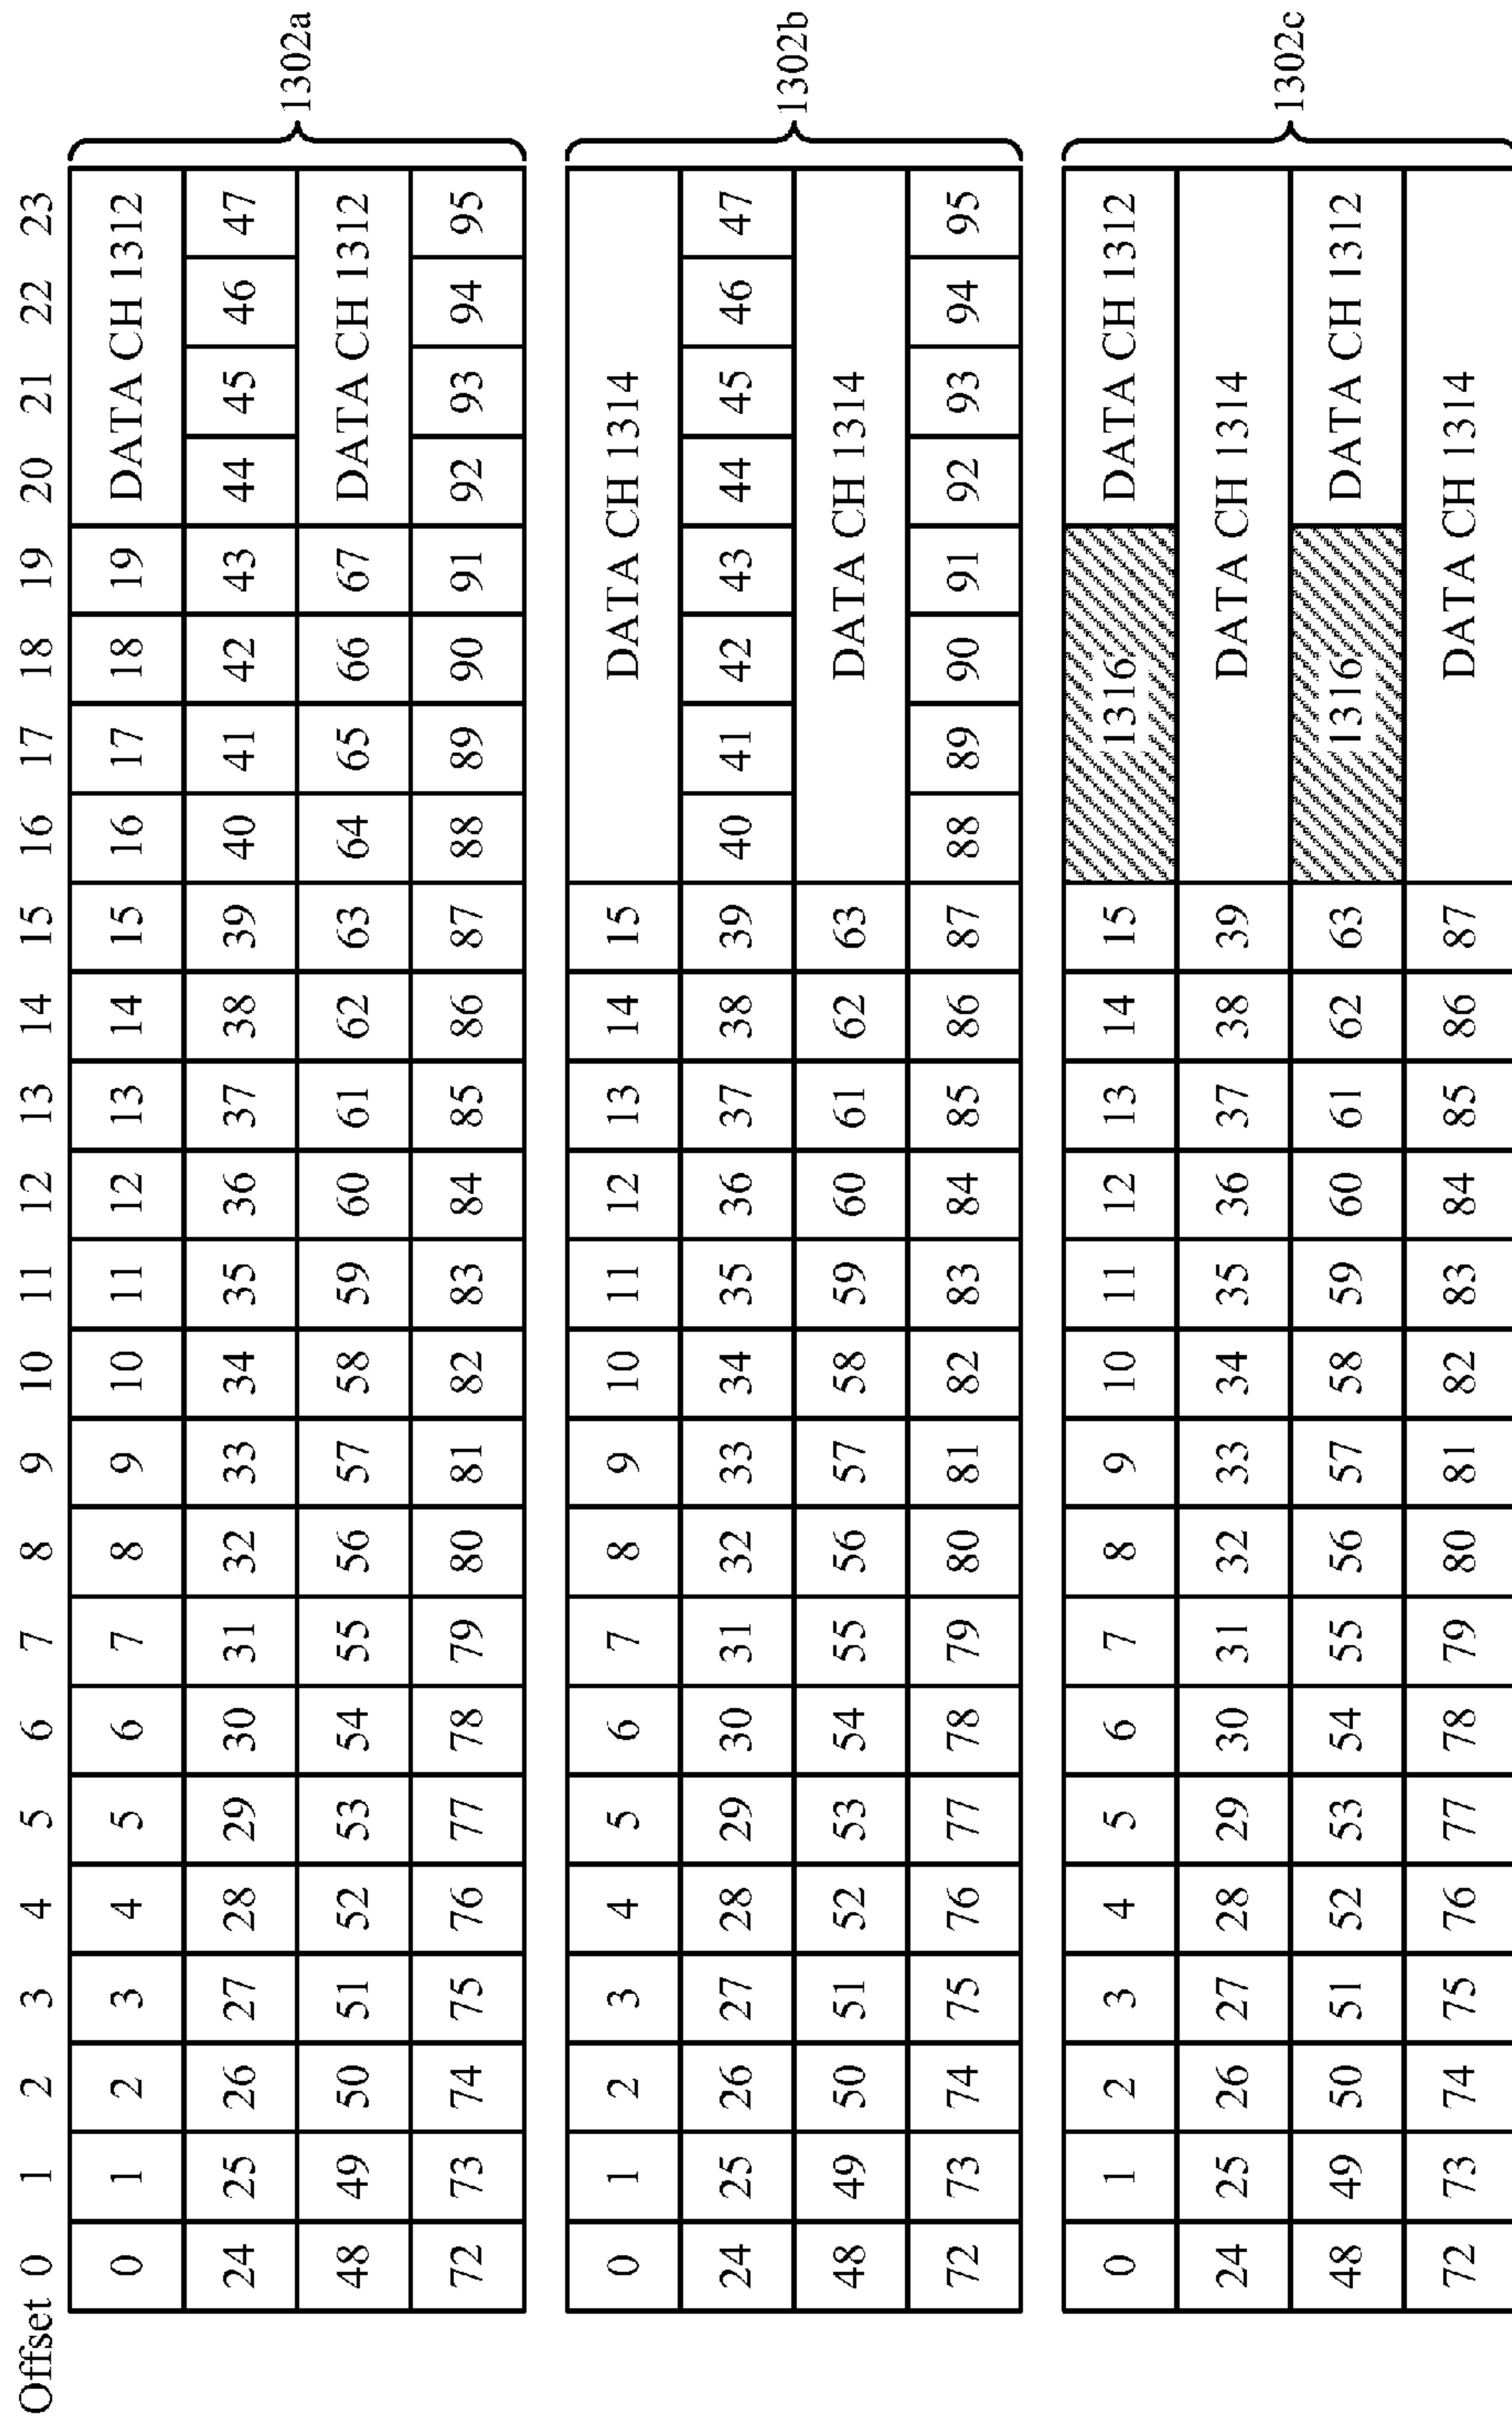 Offset 0 1 2 3 4 5 6 7 8 9 10 11 12 13 14 15 16 17 18 19 20 21 22 23
0 1 2 3 4 5 6 7 8 9 10 11 12 13 14 15 16 17 18 19 DATA CH 1312
24 25 26 27 28 29 30 31 32 33 34 35 36 37 38 39 40 41 42 43 44 45 46 47
48 49 50 51 52 53 54 55 56 57 58 59 60 61 62 63 64 65 66 67 DATA CH 1312
72 73 74 75 76 77 78 79 80 81 82 83 84 85 86 87 88 89 90 91 92 93 94 95
1302a
0 1 2 3 4 5 6 7 8 9 10 11 12 13 14 15 DATA CH 1314
24 25 26 27 28 29 30 31 32 33 34 35 36 37 38 39 40 41 42 43 44 45 46 47
48 49 50 51 52 53 54 55 56 57 58 59 60 61 62 63 DATA CH 1314
72 73 74 75 76 77 78 79 80 81 82 83 84 85 86 87 88 89 90 91 92 93 94 95
1302b
0 1 2 3 4 5 6 7 8 9 10 11 12 13 14 15 1316 DATA CH 1312
24 25 26 27 28 29 30 31 32 33 34 35 36 37 38 39 DATA CH 1314
48 49 50 51 52 53 54 55 56 57 58 59 60 61 62 63 1316 DATA CH 1312
72 73 74 75 76 77 78 79 80 81 82 83 84 85 86 87 DATA CH 1314
1302c